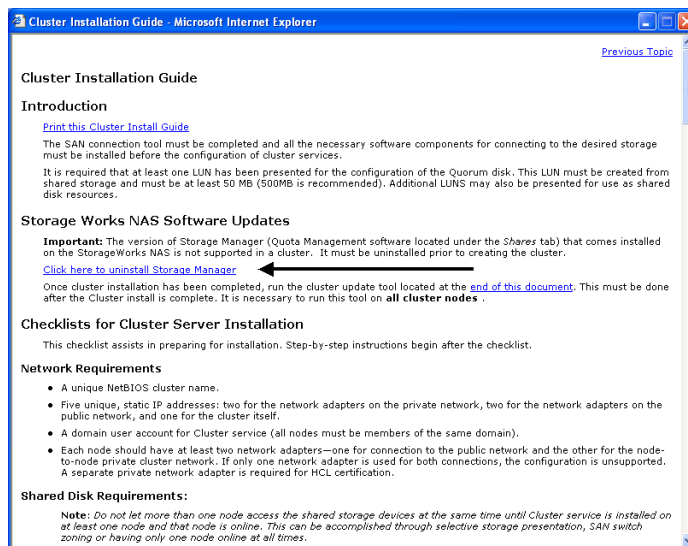 Cluster Installation Guide - Microsoft Internet Explorer
Previous Topic
Cluster Installation Guide
Introduction
Print this Cluster Install Guide
The SAN connection tool must be completed and all the necessary software components for connecting to the desired storage
must be installed before the configuration of cluster services.
It is required that at least one LUN has been presented for the configuration of the Quorum disk. This LUN must be created from
shared storage and must be at least 50 MB (500MB is recommended). Additional LUNS may also be presented for use as shared
disk resources.
Storage Works NAS Software Updates
Important: The version of Storage Manager (Quota Management software located under the Shares tab) that comes installed
on the StorageWorks NAS is not supported in a cluster. It must be uninstalled prior to creating the cluster.
Click here to uninstall Storage Manager
Once cluster installation has been completed, run the cluster update tool located at the end of this document. This must be done
after the Cluster install is complete. It is necessary to run this tool on all cluster nodes .
Checklists for Cluster Server Installation
This checklist assists in preparing for installation. Step-by-step instructions begin after the checklist.
Network Requirements
• A unique NetBIOS cluster name.
• Five unique, static IP addresses: two for the network adapters on the private network, two for the network adapters on the
public network, and one for the cluster itself.
• A domain user account for Cluster service (all nodes must be members of the same domain).
• Each node should have at least two network adapters—one for connection to the public network and the other for the node-
to-node private cluster network. If only one network adapter is used for both connections, the configuration is unsupported.
A separate private network adapter is required for HCL certification.
Shared Disk Requirements:
Note: Do not let more than one node access the shared storage devices at the same time until Cluster service is installed on
at least one node and that node is online. This can be accomplished through selective storage presentation, SAN switch
zoning or having only one node online at all times.